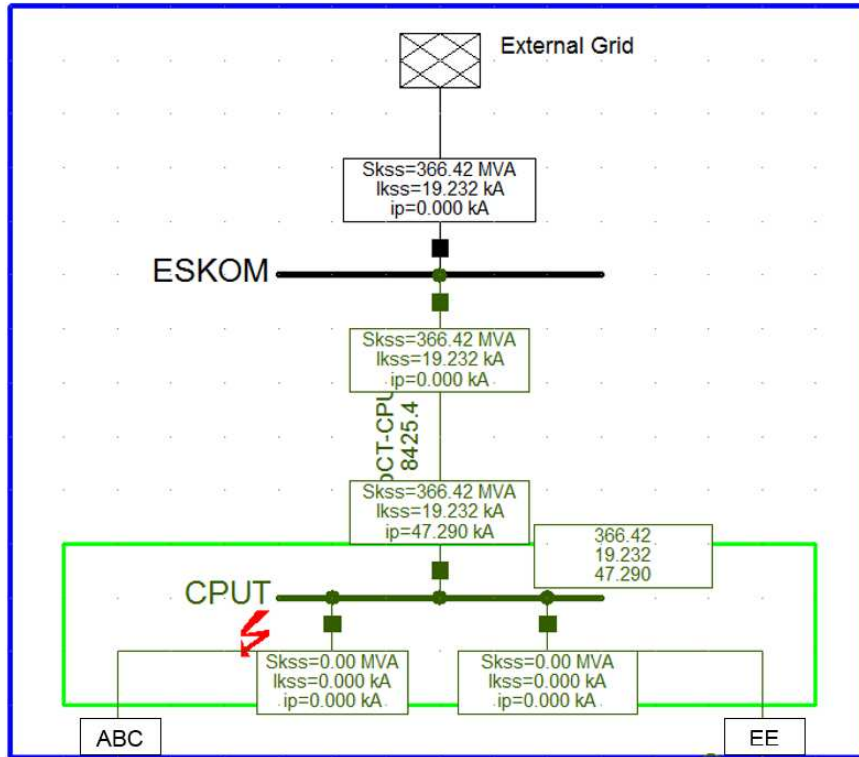 External Grid
Skss=366.42 MVA
Ikss=19.232 kA
ip=0.000 kA
ESKOM
Skss=366.42 MVA
Ikss=19.232 kA
ip=0.000 kA
8425.4
Skss=366.42 MVA
Ikss=19.232 kA
ip=47.290 kA
366.42
19.232
47.290
CPUT
Skss=0.00 MVA
Ikss=0.000 kA
ip=0.000 kA
Skss=0.00 MVA
Ikss=0.000 kA
ip=0.000 kA
ABC
EE